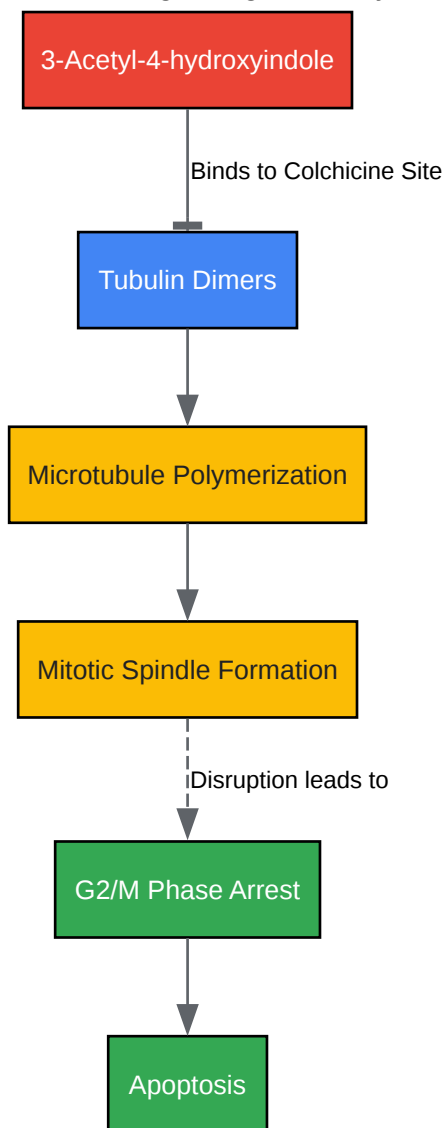 3-Acetyl-4-hydroxyindole
Binds to Colchicine Site
Tubulin Dimers
Microtubule Polymerization
Mitotic Spindle Formation
Disruption leads to
G2/M Phase Arrest
Apoptosis